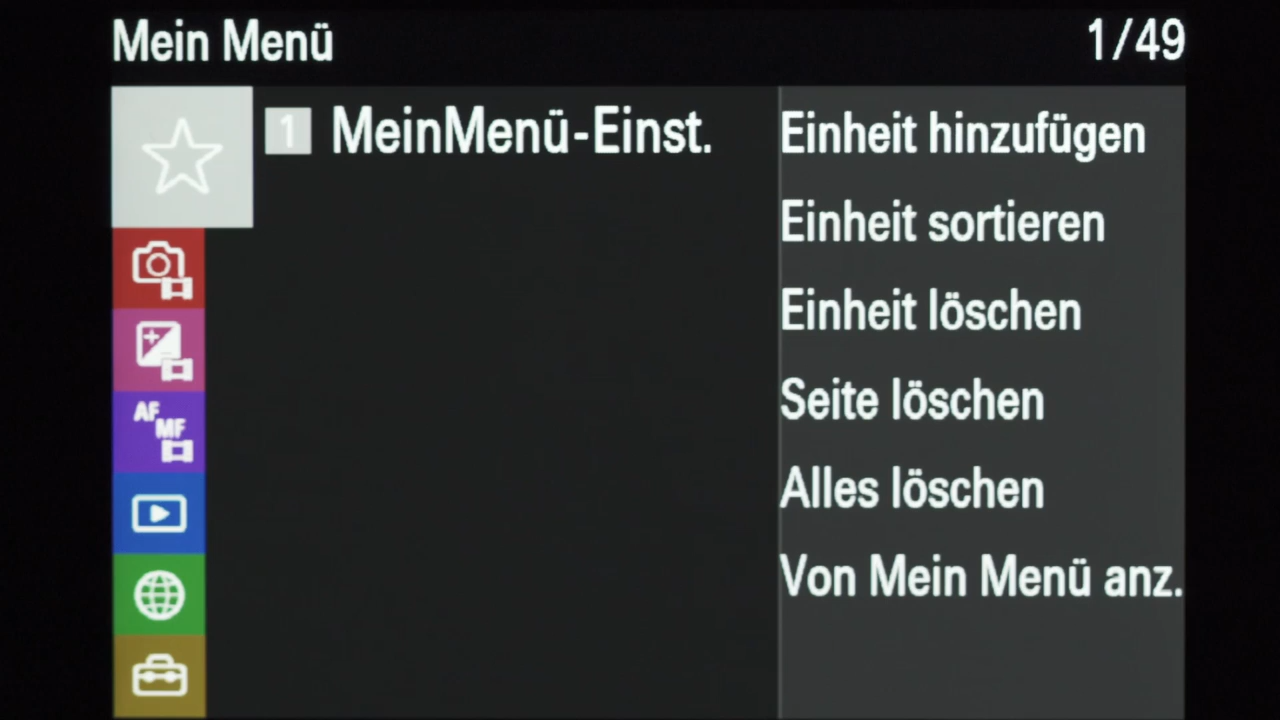 Mein Menü
1/49
1 MeinMenü-Einst.
Einheit hinzufügen
Einheit sortieren
Einheit löschen
Seite löschen
Alles löschen
Von Mein Menü anz.
AF
MF